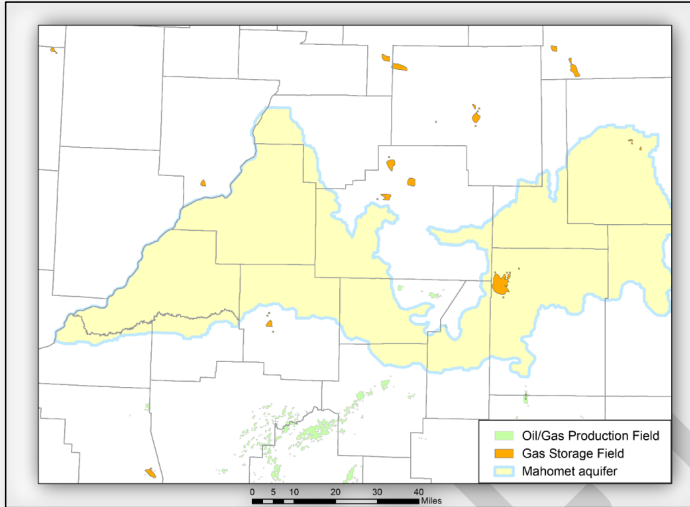 Oil/Gas Production Field
Gas Storage Field
Mahomet aquifer
0 5 10 20 30 40
Miles